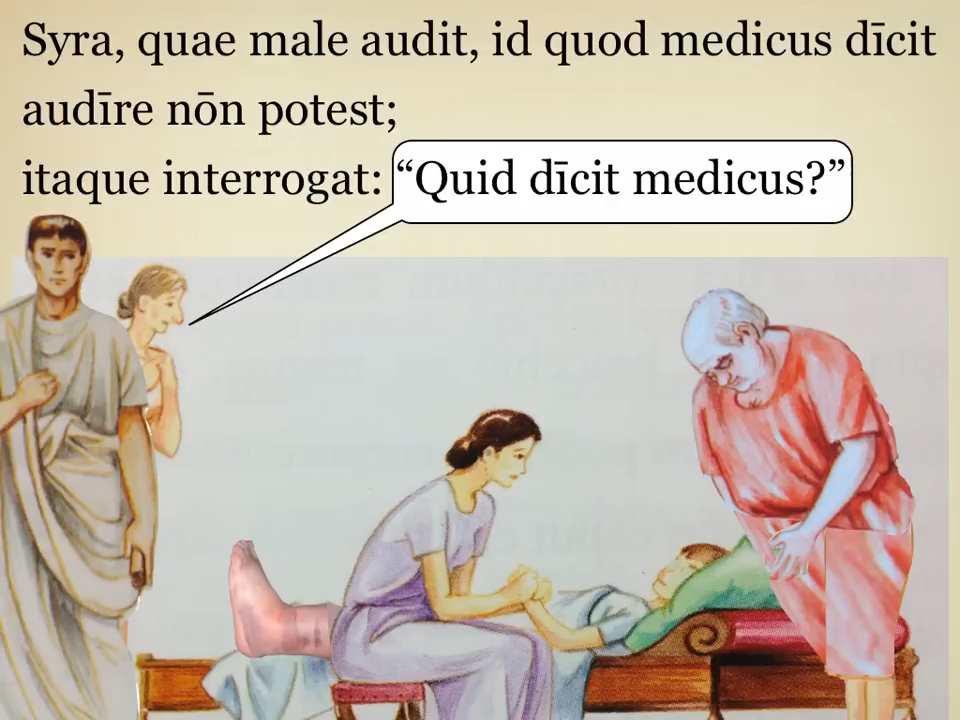 Syra, quae male audit, id quod medicus dīcit
audīre nōn potest;
itaque interrogat: “Quid dīcit medicus?”